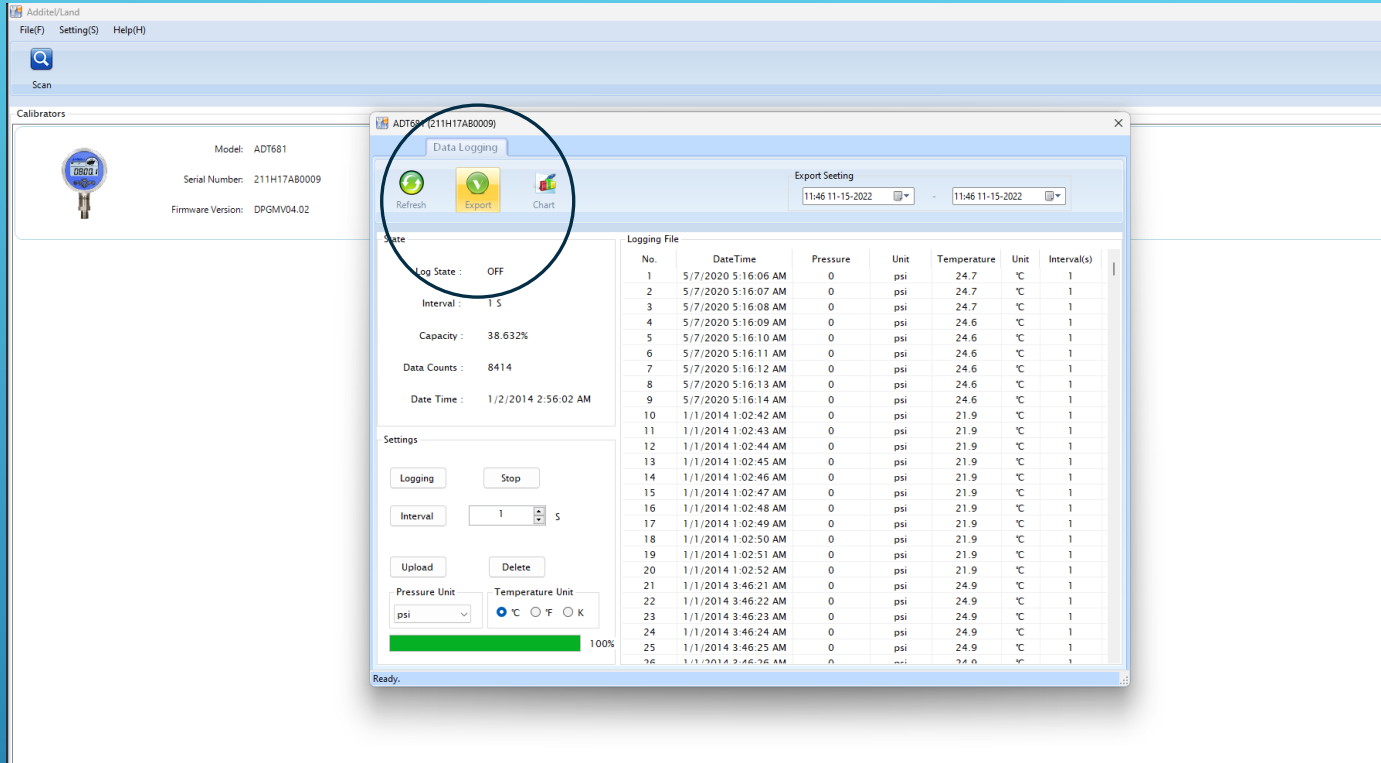 Additel/Land
File(F) Setting(S) Help(H)
Scan
Calibrators
Model: ADT681
Serial Number: 211H17AB0009
Firmware Version: DPGMV04.02
ADT681 (211H17AB0009)
Data Logging
Refresh Export Chart
Export Seeting
11:46 11-15-2022 - 11:46 11-15-2022
State
Log State : OFF
Interval : 1 S
Capacity : 38.632%
Data Counts : 8414
Date Time : 1/2/2014 2:56:02 AM
Settings
Logging Stop
Interval 1 S
Upload Delete
Pressure Unit Temperature Unit
psi ℃ ℉ K
100%
Logging File
No. DateTime Pressure Unit Temperature Unit Interval(s)
1 5/7/2020 5:16:06 AM 0 psi 24.7 ℃ 1
2 5/7/2020 5:16:07 AM 0 psi 24.7 ℃ 1
3 5/7/2020 5:16:08 AM 0 psi 24.7 ℃ 1
4 5/7/2020 5:16:09 AM 0 psi 24.6 ℃ 1
5 5/7/2020 5:16:10 AM 0 psi 24.6 ℃ 1
6 5/7/2020 5:16:11 AM 0 psi 24.6 ℃ 1
7 5/7/2020 5:16:12 AM 0 psi 24.6 ℃ 1
8 5/7/2020 5:16:13 AM 0 psi 24.6 ℃ 1
9 5/7/2020 5:16:14 AM 0 psi 24.6 ℃ 1
10 1/1/2014 1:02:42 AM 0 psi 21.9 ℃ 1
11 1/1/2014 1:02:43 AM 0 psi 21.9 ℃ 1
12 1/1/2014 1:02:44 AM 0 psi 21.9 ℃ 1
13 1/1/2014 1:02:45 AM 0 psi 21.9 ℃ 1
14 1/1/2014 1:02:46 AM 0 psi 21.9 ℃ 1
15 1/1/2014 1:02:47 AM 0 psi 21.9 ℃ 1
16 1/1/2014 1:02:48 AM 0 psi 21.9 ℃ 1
17 1/1/2014 1:02:49 AM 0 psi 21.9 ℃ 1
18 1/1/2014 1:02:50 AM 0 psi 21.9 ℃ 1
19 1/1/2014 1:02:51 AM 0 psi 21.9 ℃ 1
20 1/1/2014 1:02:52 AM 0 psi 21.9 ℃ 1
21 1/1/2014 3:46:21 AM 0 psi 24.9 ℃ 1
22 1/1/2014 3:46:22 AM 0 psi 24.9 ℃ 1
23 1/1/2014 3:46:23 AM 0 psi 24.9 ℃ 1
24 1/1/2014 3:46:24 AM 0 psi 24.9 ℃ 1
25 1/1/2014 3:46:25 AM 0 psi 24.9 ℃ 1
26 1/1/2014 3:46:26 AM 0 psi 24.9 ℃ 1
Ready.